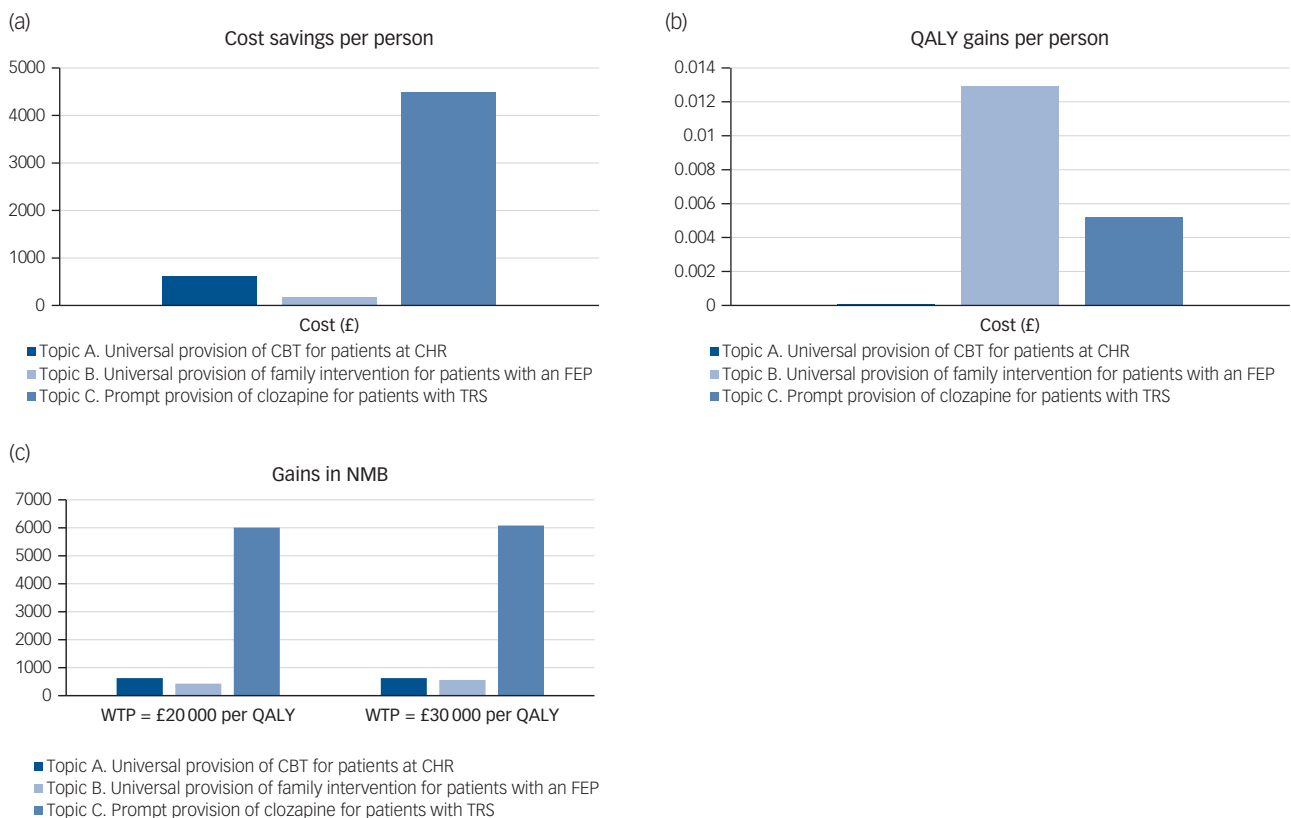 (a)
Cost savings per person
5000
4000
3000
2000
1000
0
Cost (£)
Topic A. Universal provision of CBT for patients at CHR
Topic B. Universal provision of family intervention for patients with an FEP
Topic C. Prompt provision of clozapine for patients with TRS
(b)
QALY gains per person
0.014
0.012
0.01
0.008
0.006
0.004
0.002
0
Cost (£)
Topic A. Universal provision of CBT for patients at CHR
Topic B. Universal provision of family intervention for patients with an FEP
Topic C. Prompt provision of clozapine for patients with TRS
(c)
Gains in NMB
7000
6000
5000
4000
3000
2000
1000
0
WTP = £20 000 per QALY
WTP = £30 000 per QALY
Topic A. Universal provision of CBT for patients at CHR
Topic B. Universal provision of family intervention for patients with an FEP
Topic C. Prompt provision of clozapine for patients with TRS